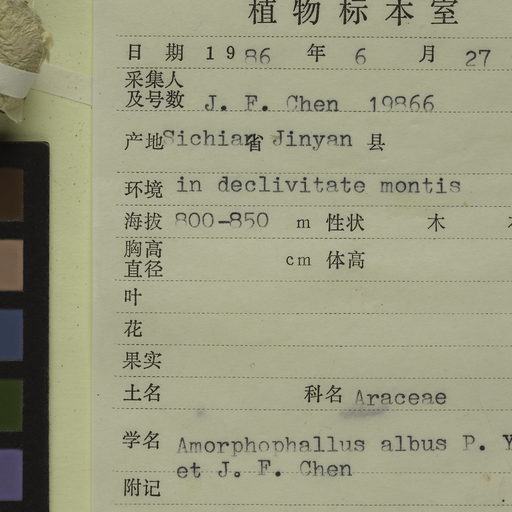 植物标本室
日 期 1986 年 6 月 27
采集人
及号数 J. F. Chen 19866
产地 Sichian 省 Jinyan 县
环境 in declivitate montis
海拔 800-850 m 性状 木
胸高
直径 cm 体高
叶
花
果实
土名 科名 Araceae
学名 Amorphophallus albus P. Y
et J. F. Chen
附记